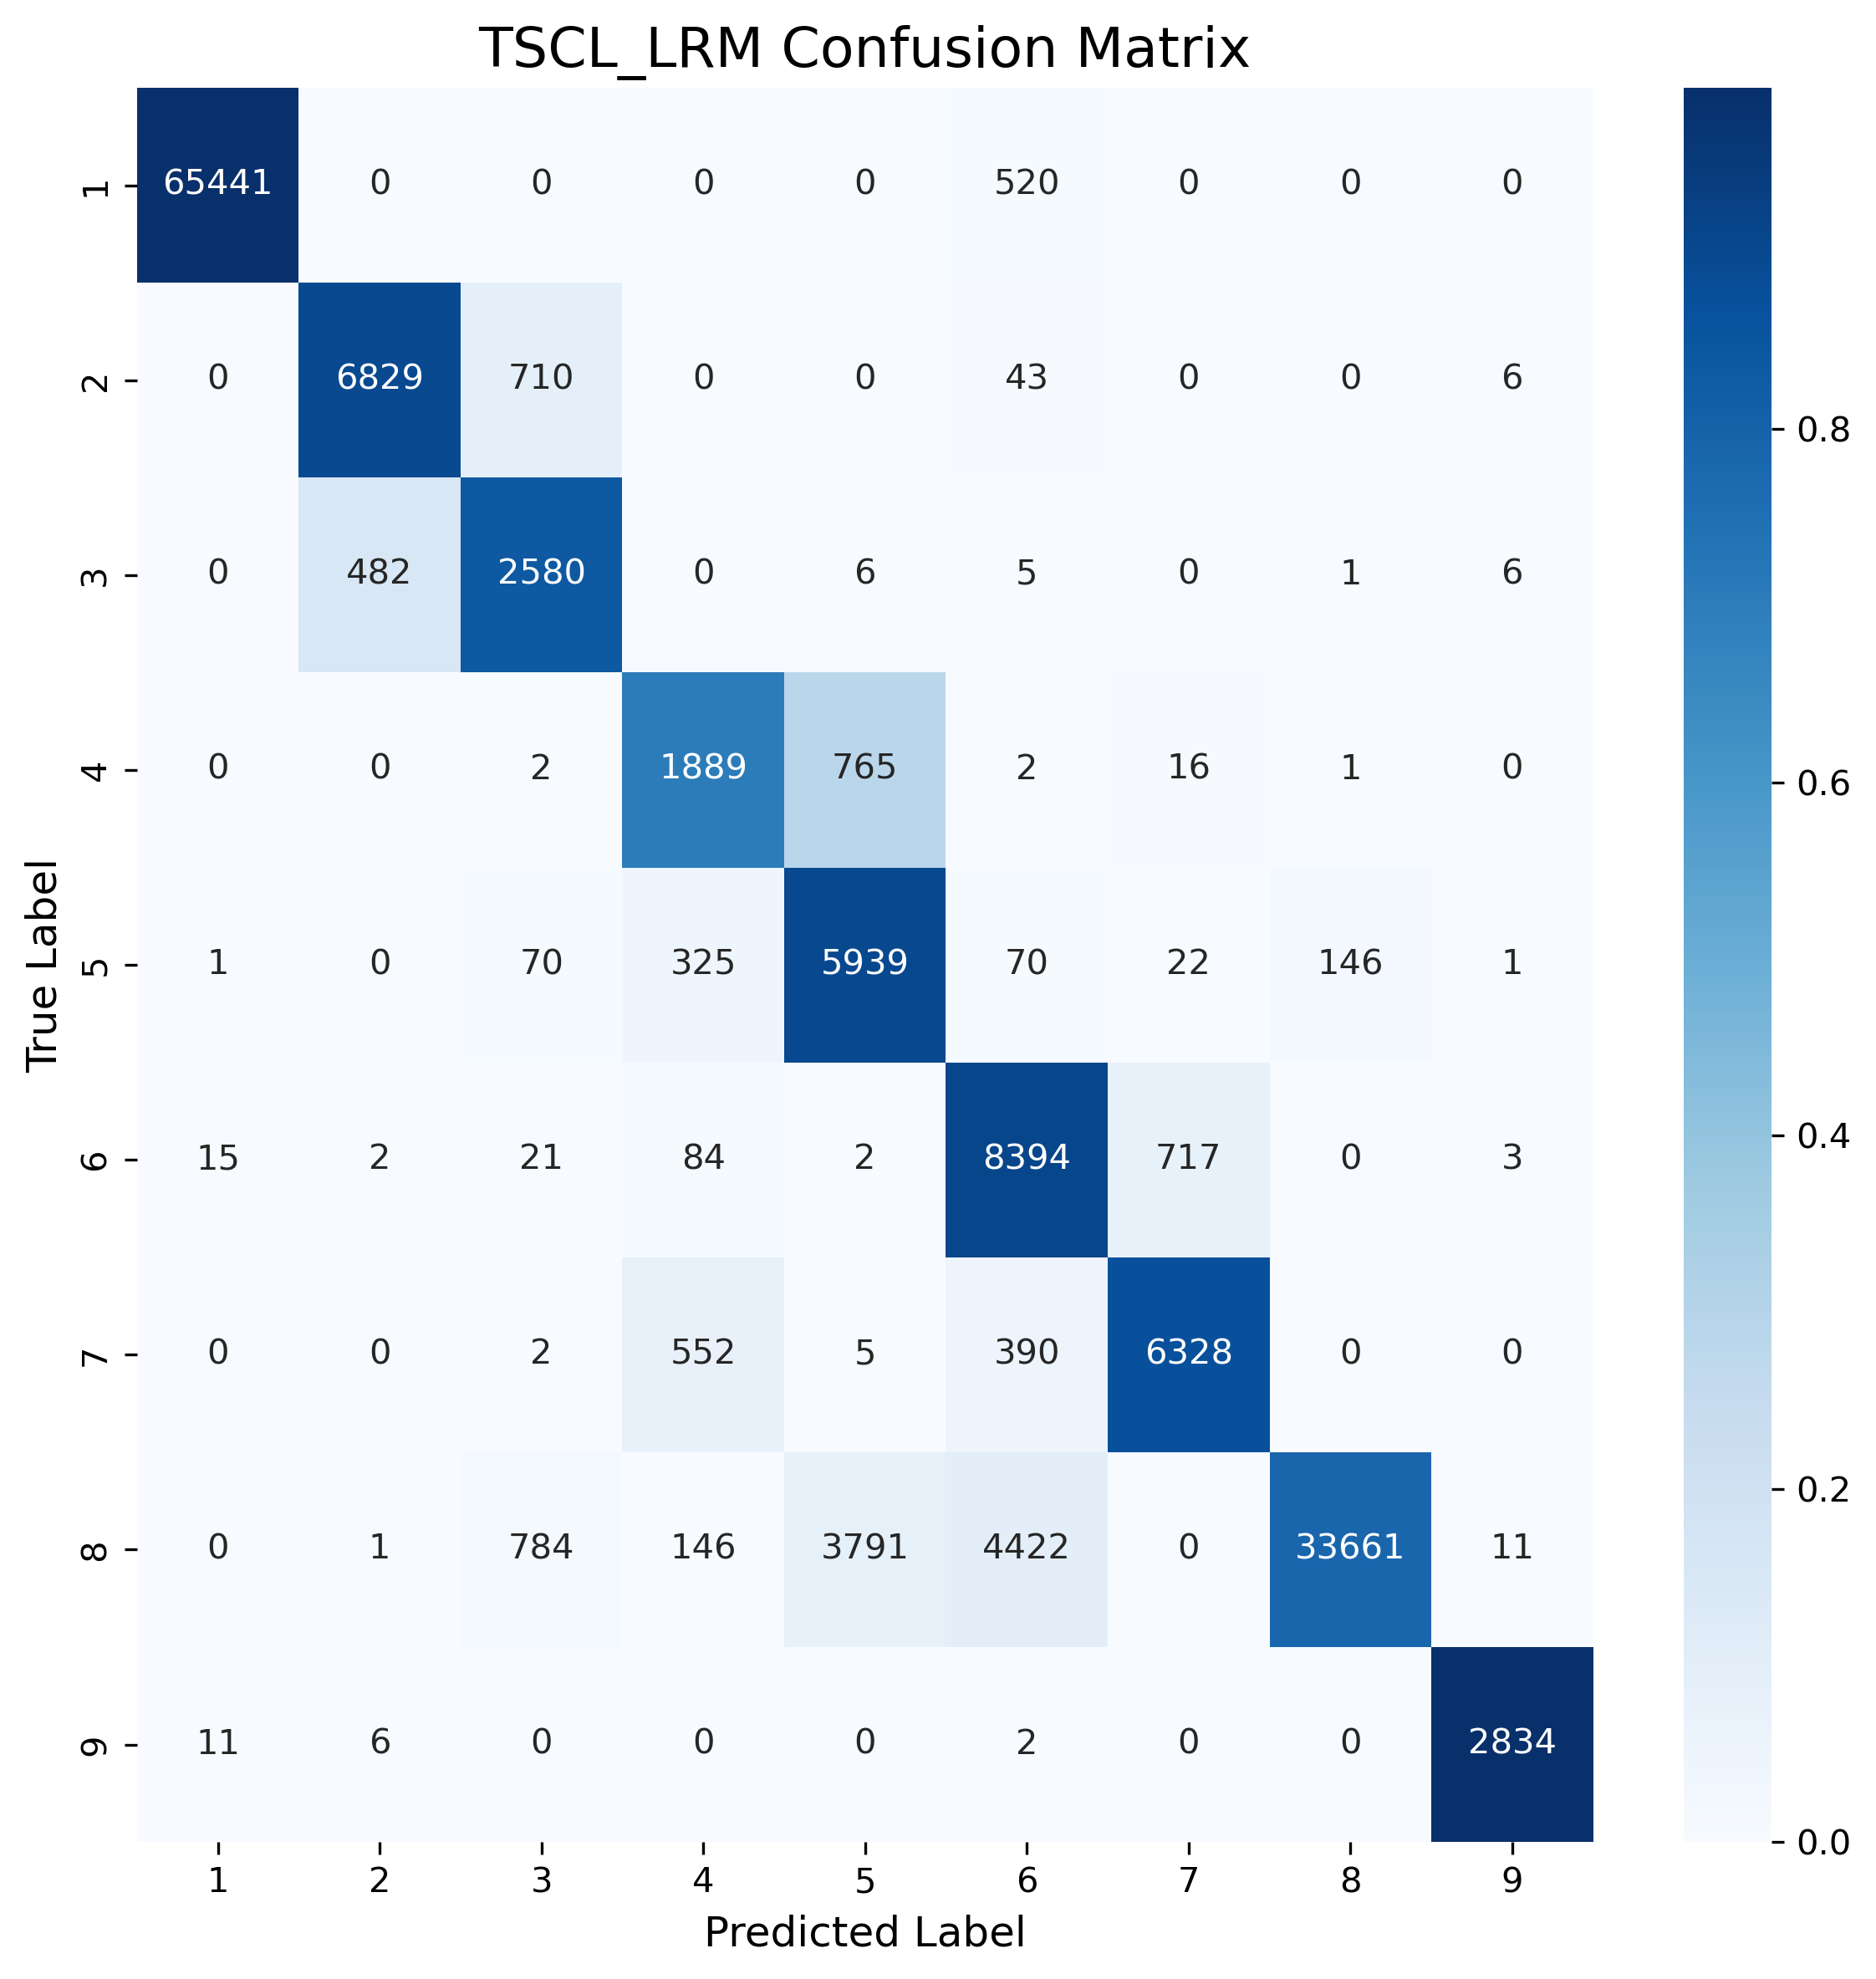 TSCL_LRM Confusion Matrix
1 65441 0 0 0 0 520 0 0 0
2 0 6829 710 0 0 43 0 0 6
3 0 482 2580 0 6 5 0 1 6
4 0 0 2 1889 765 2 16 1 0
5 1 0 70 325 5939 70 22 146 1
6 15 2 21 84 2 8394 717 0 3
7 0 0 2 552 5 390 6328 0 0
8 0 1 784 146 3791 4422 0 33661 11
9 11 6 0 0 0 2 0 0 2834
1 2 3 4 5 6 7 8 9
Predicted Label
True Label
0.8
0.6
0.4
0.2
0.0